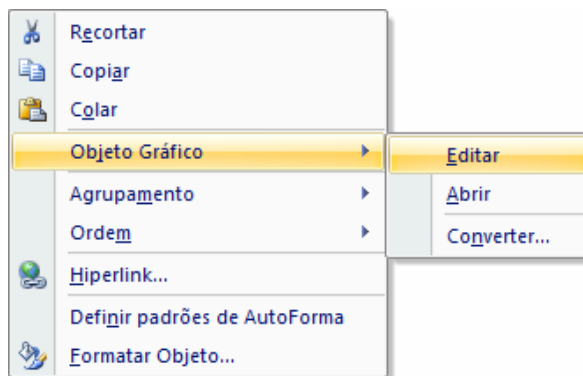 Recortar
Copiar
Colar
Objeto Gráfico
Editar
Abrir
Converter...
Agrupamento
Ordem
Hiperlink...
Definir padrões de AutoForma
Formatar Objeto...